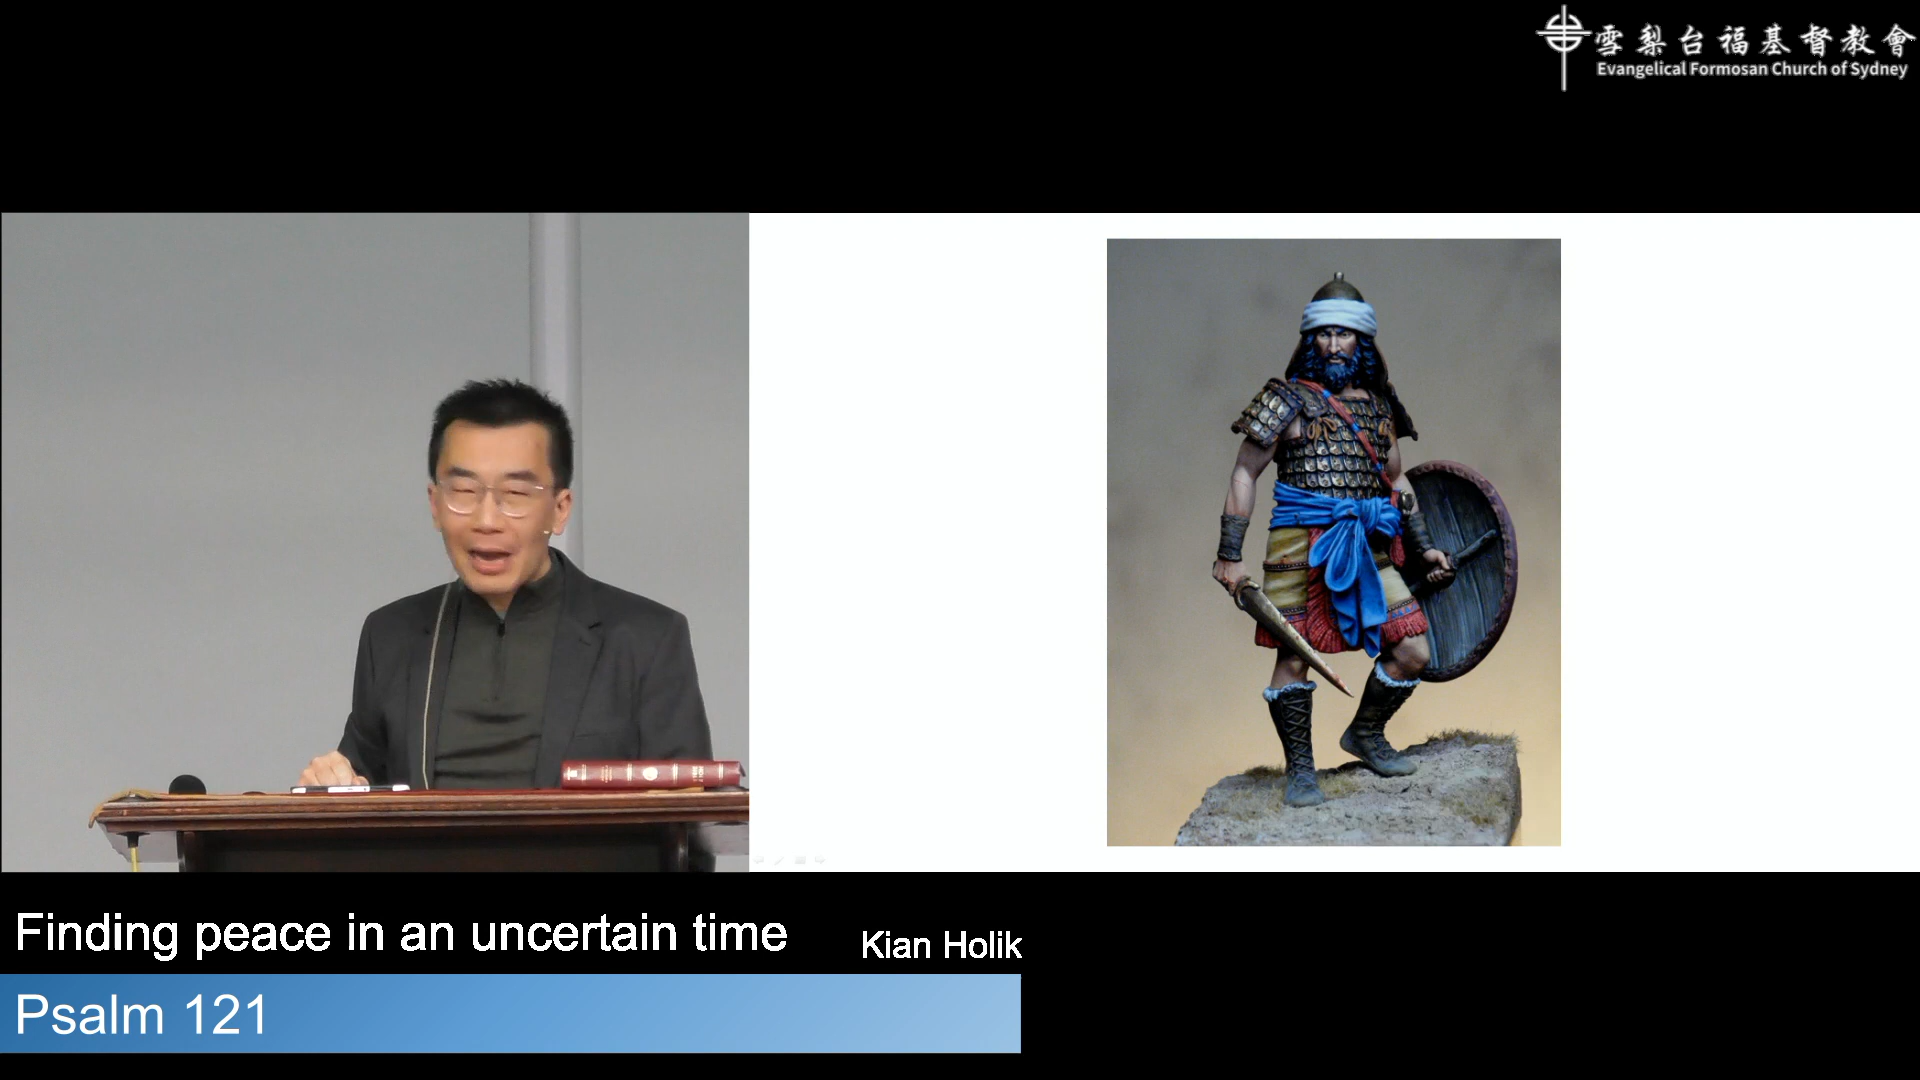 雪梨台福基督教會
Evangelical Formosan Church of Sydney
Finding peace in an uncertain time
Kian Holik
Psalm 121